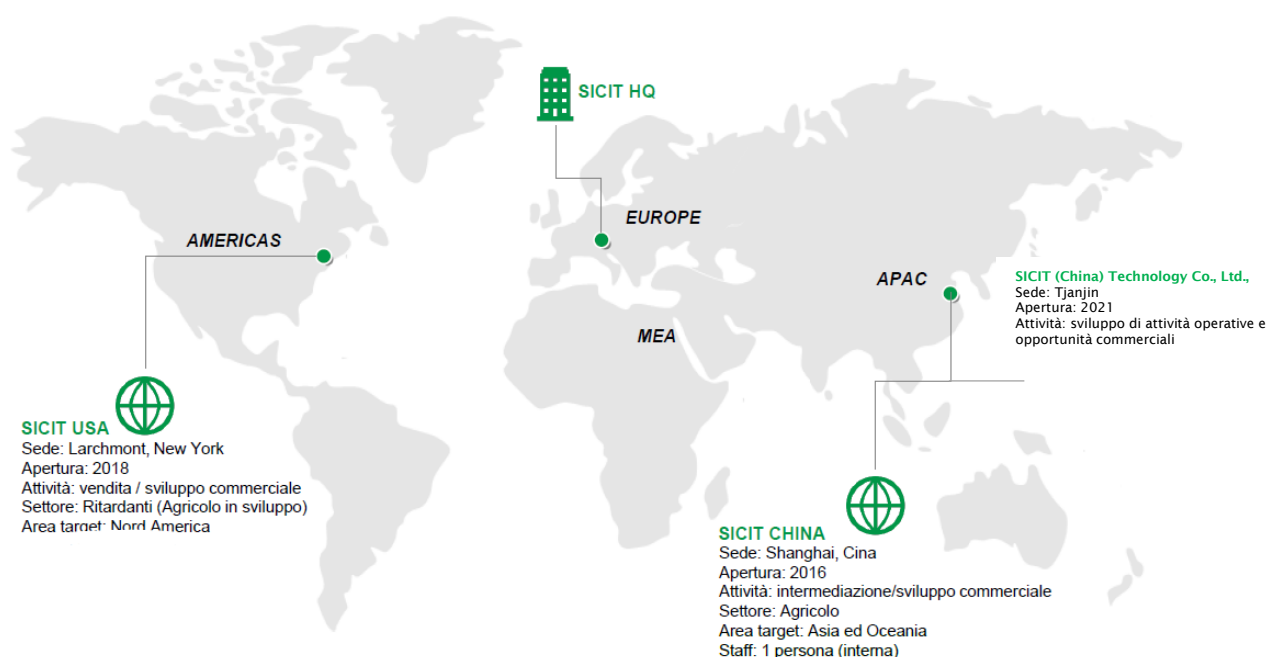 SICIT HQ
EUROPE
AMERICAS
APAC
MEA
SICIT (China) Technology Co., Ltd.,
Sede: Tjanjin
Apertura: 2021
Attività: sviluppo di attività operative e
opportunità commerciali
SICIT USA
Sede: Larchmont, New York
Apertura: 2018
Attività: vendita / sviluppo commerciale
Settore: Ritardanti (Agricolo in sviluppo)
Area target: Nord America
SICIT CHINA
Sede: Shanghai, Cina
Apertura: 2016
Attività: intermediazione/sviluppo commerciale
Settore: Agricolo
Area target: Asia ed Oceania
Staff: 1 persona (interna)